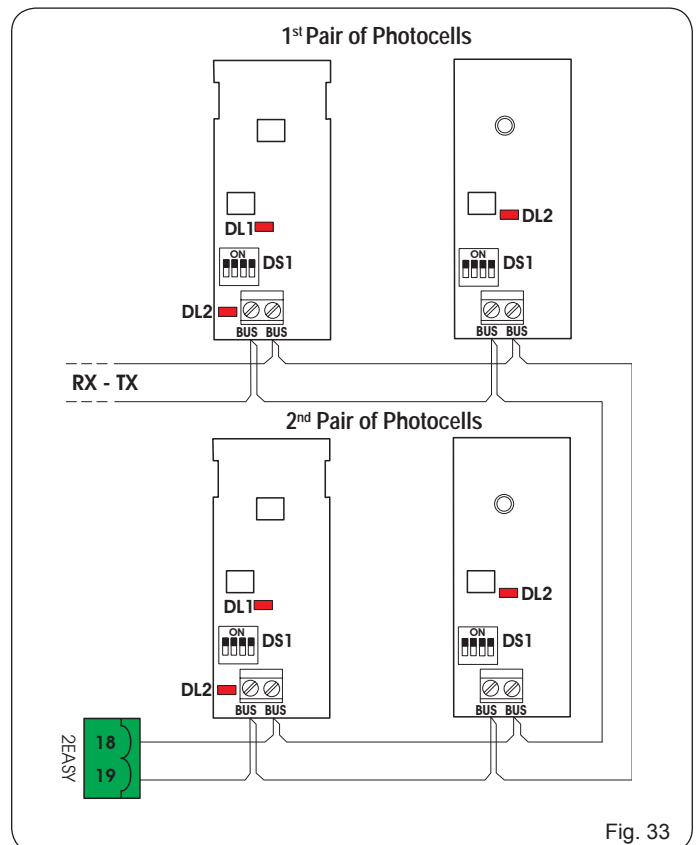 1st Pair of Photocells
DL1
DL2
ON
DS1
ON
DS1
DL2
BUS BUS
BUS BUS
RX - TX
2nd Pair of Photocells
DL1
DL2
ON
DS1
ON
DS1
DL2
BUS BUS
BUS BUS
2EASY
18
19
Fig. 33